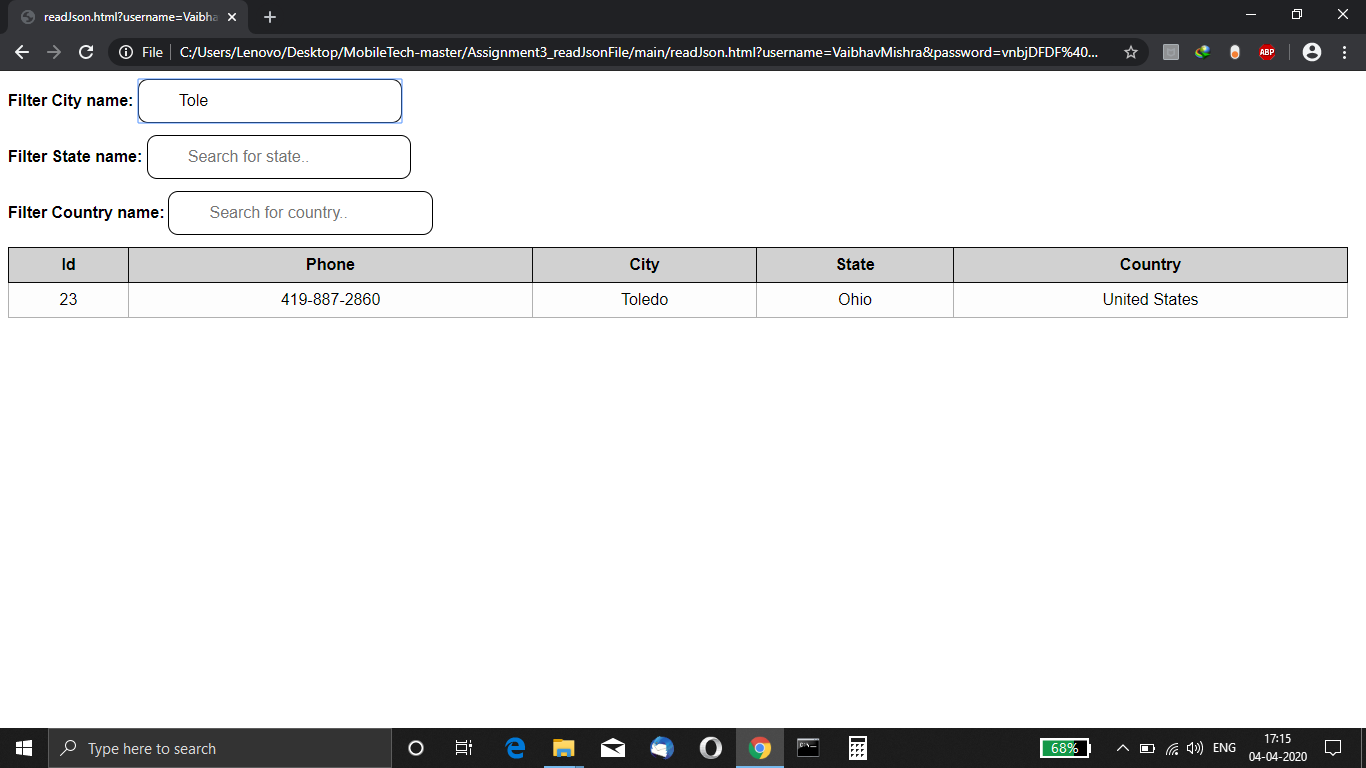 readJson.html?username=Vaibha
File
C:/Users/Lenovo/Desktop/MobileTech-master/Assignment3_readJsonFile/main/readJson.html?username=VaibhavMishra&password=vnbjDFDF%40...
ABP
Filter City name: Tole
Filter State name: Search for state..
Filter Country name: Search for country..
Id Phone City State Country
23 419-887-2860 Toledo Ohio United States
Type here to search
68%
ENG
17:15
04-04-2020